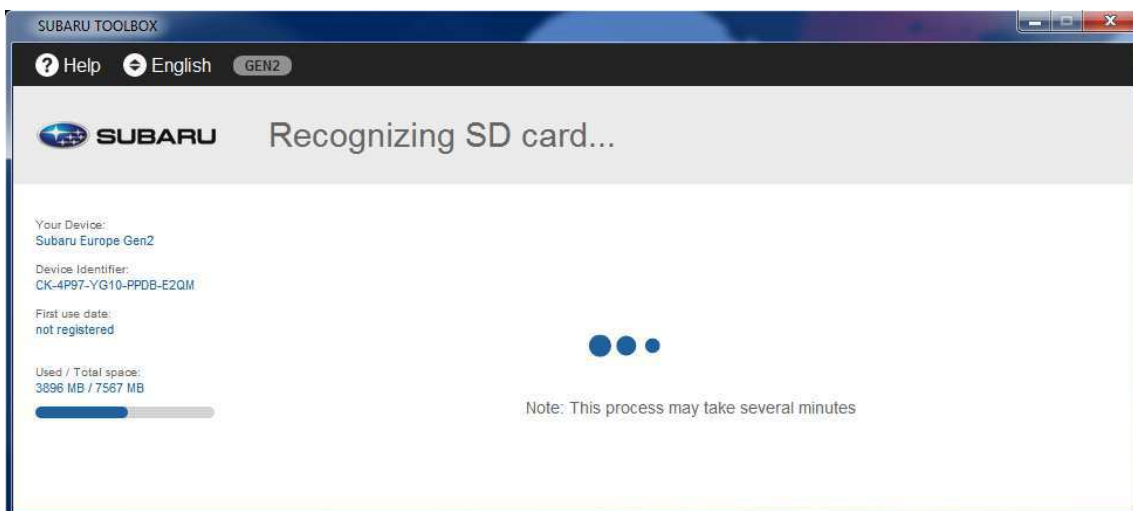 SUBARU TOOLBOX
Help English GEN2
SUBARU
Recognizing SD card...
Your Device:
Subaru Europe Gen2
Device Identifier:
CK-4P97-YG10-PPDB-E2QM
First use date:
not registered
Used / Total space:
3896 MB / 7567 MB
Note: This process may take several minutes